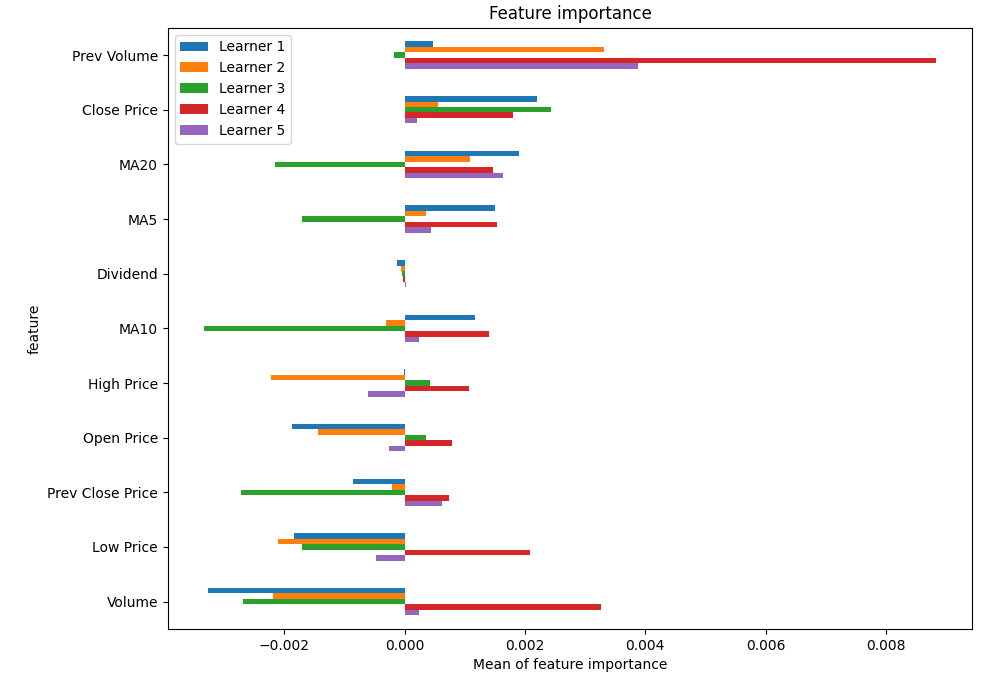 Feature importance
Learner 1
Learner 2
Learner 3
Learner 4
Learner 5
Prev Volume
Close Price
MA20
MA5
Dividend
MA10
High Price
Open Price
Prev Close Price
Low Price
Volume
feature
−0.002 0.000 0.002 0.004 0.006 0.008
Mean of feature importance